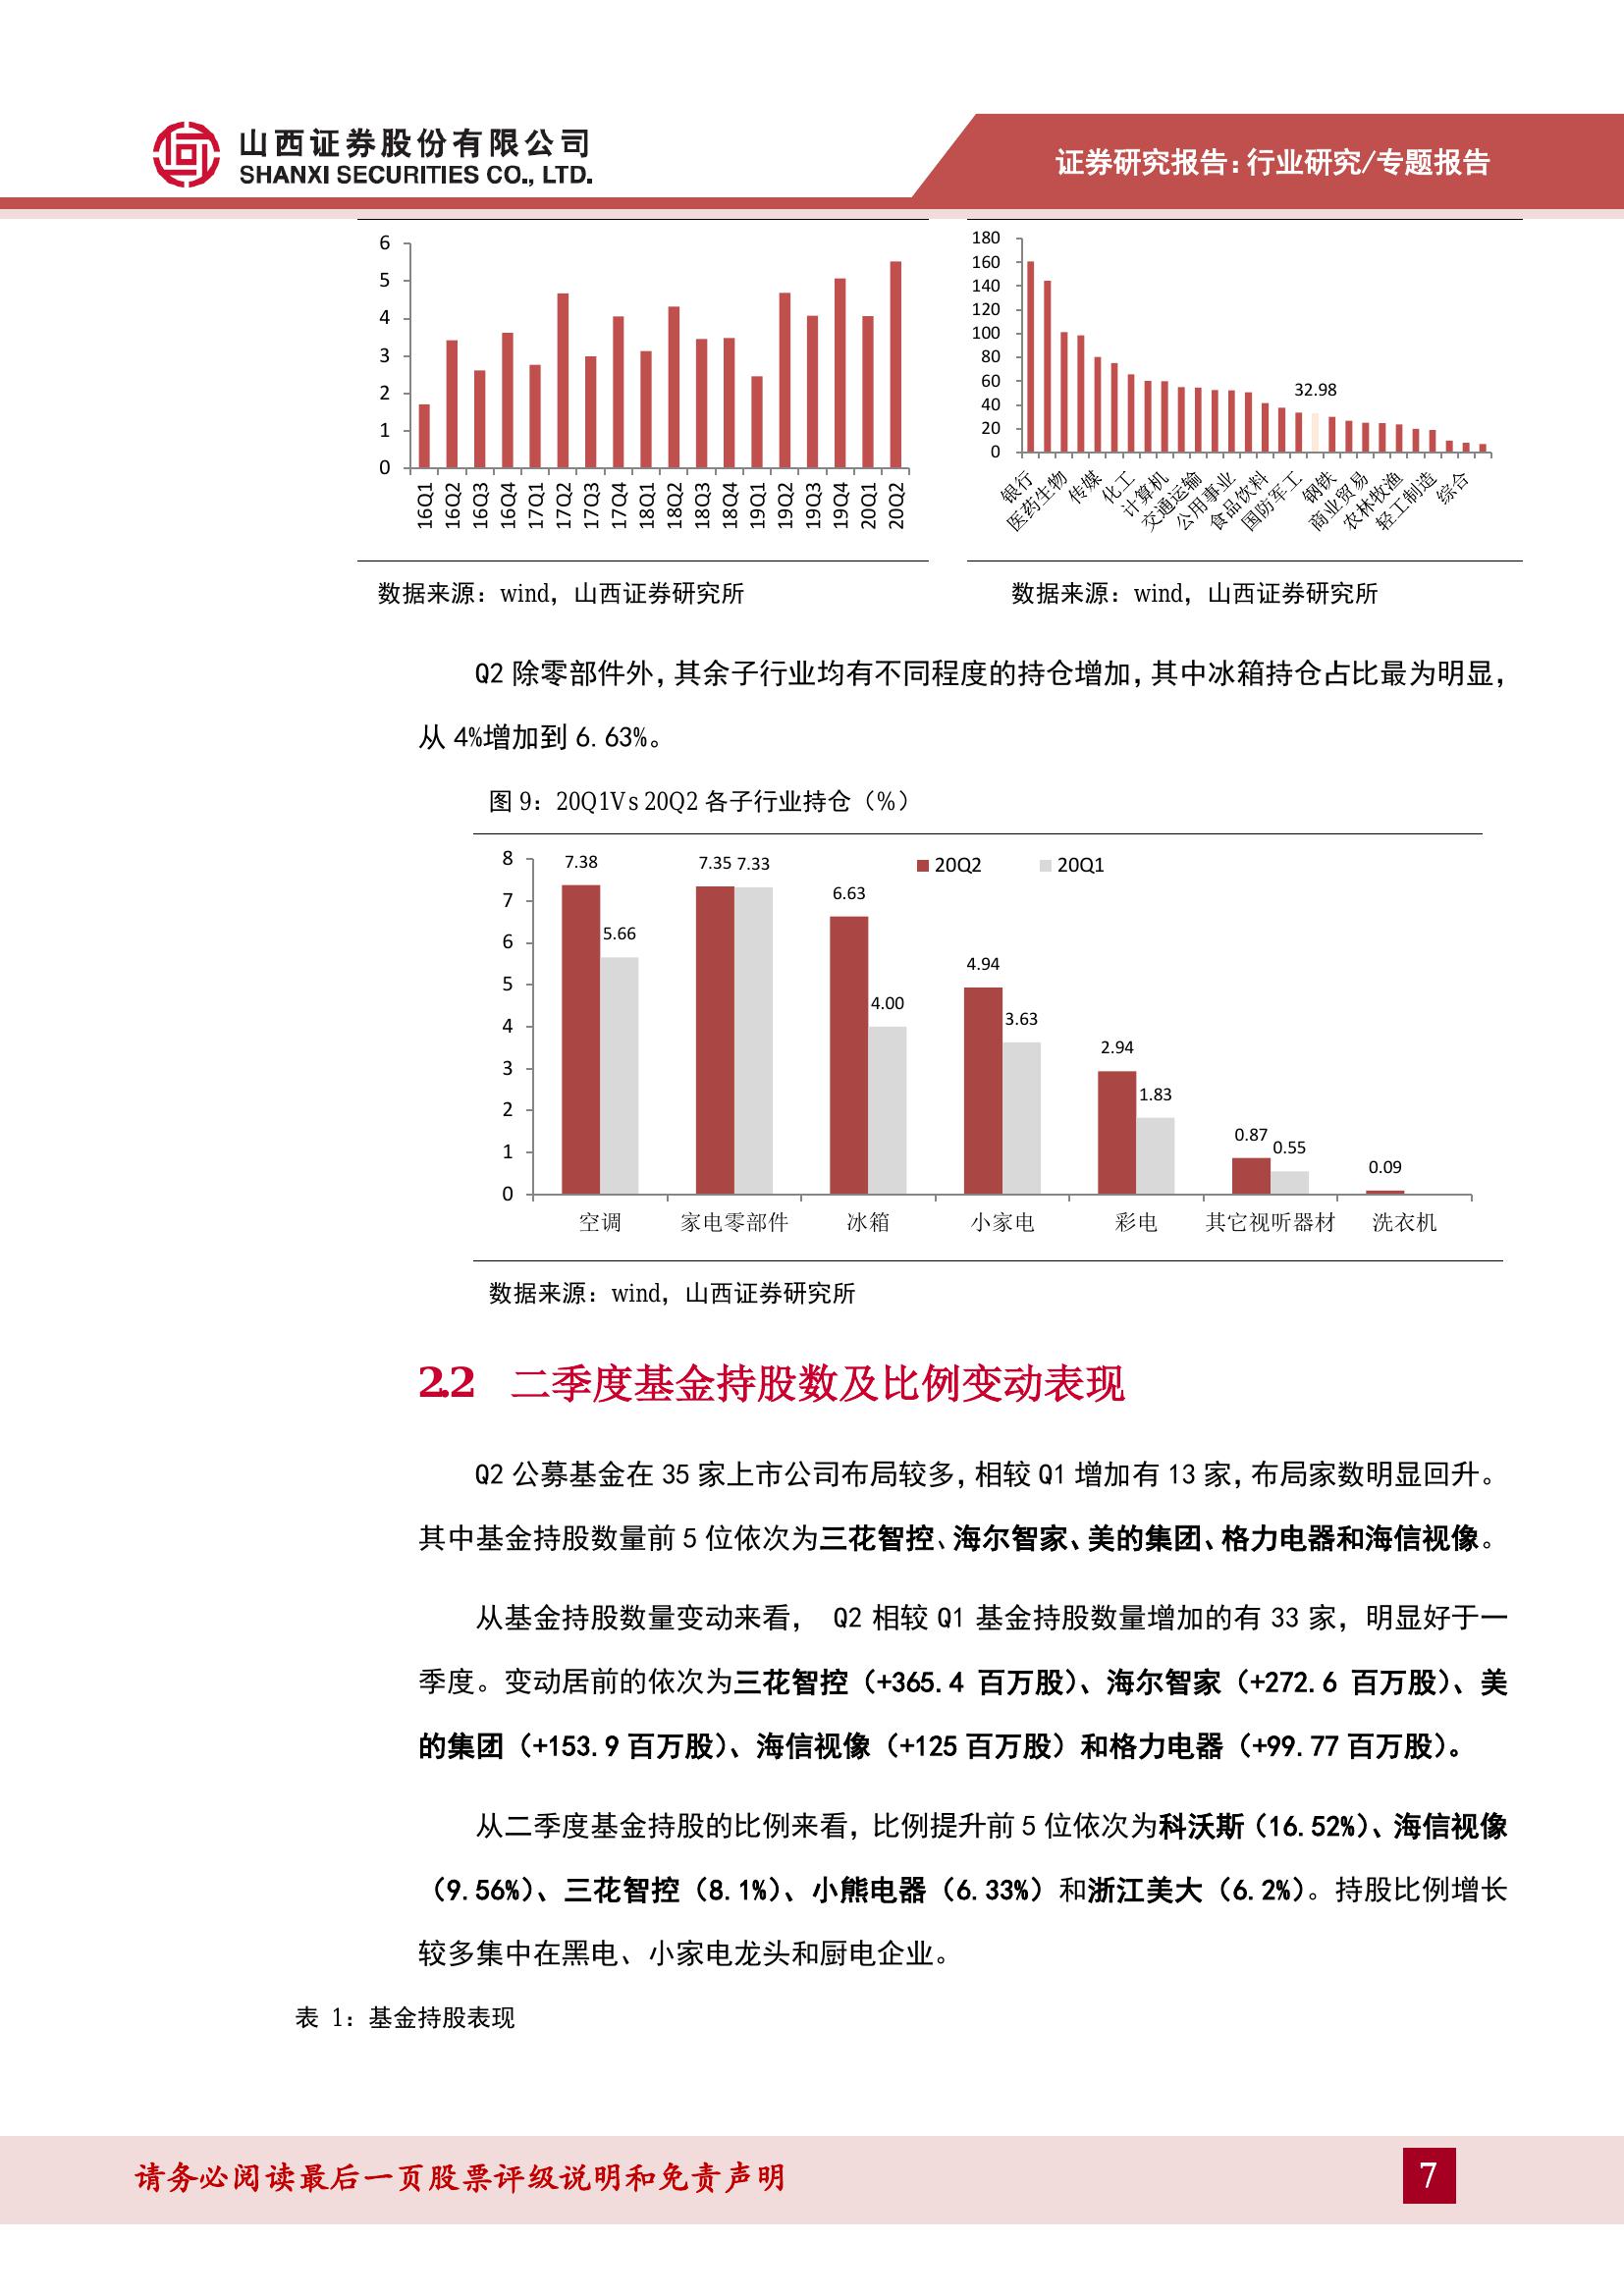 山西证券股份有限公司
SHANXI SECURITIES CO., LTD.
证券研究报告:行业研究/专题报告
6
5
4
3
2
1
0
16Q1 16Q2 16Q3 16Q4 17Q1 17Q2 17Q3 17Q4 18Q1 18Q2 18Q3 18Q4 19Q1 19Q2 19Q3 19Q4 20Q1 20Q2
180
160
140
120
100
80
60
40
20
0
32.98
银行 医药生物 传媒 化工 计算机 交通运输 公用事业 食品饮料 国防军工 钢铁 商业贸易 农林牧渔 轻工制造 综合
数据来源：wind，山西证券研究所
数据来源：wind，山西证券研究所
Q2 除零部件外，其余子行业均有不同程度的持仓增加，其中冰箱持仓占比最为明显，
从 4%增加到 6.63%。
图 9：20Q1Vs 20Q2 各子行业持仓（%）
8
7
6
5
4
3
2
1
0
20Q2 20Q1
7.38 5.66
7.35 7.33
6.63 4.00
4.94 3.63
2.94 1.83
0.87 0.55
0.09
空调 家电零部件 冰箱 小家电 彩电 其它视听器材 洗衣机
数据来源：wind，山西证券研究所
2.2 二季度基金持股数及比例变动表现
Q2 公募基金在 35 家上市公司布局较多，相较 Q1 增加有 13 家，布局家数明显回升。
其中基金持股数量前 5 位依次为三花智控、海尔智家、美的集团、格力电器和海信视像。
从基金持股数量变动来看， Q2 相较 Q1 基金持股数量增加的有 33 家，明显好于一
季度。变动居前的依次为三花智控（+365.4 百万股）、海尔智家（+272.6 百万股）、美
的集团（+153.9 百万股）、海信视像（+125 百万股）和格力电器（+99.77 百万股）。
从二季度基金持股的比例来看，比例提升前 5 位依次为科沃斯（16.52%）、海信视像
（9.56%）、三花智控（8.1%）、小熊电器（6.33%）和浙江美大（6.2%）。持股比例增长
较多集中在黑电、小家电龙头和厨电企业。
表 1：基金持股表现
请务必阅读最后一页股票评级说明和免责声明
7